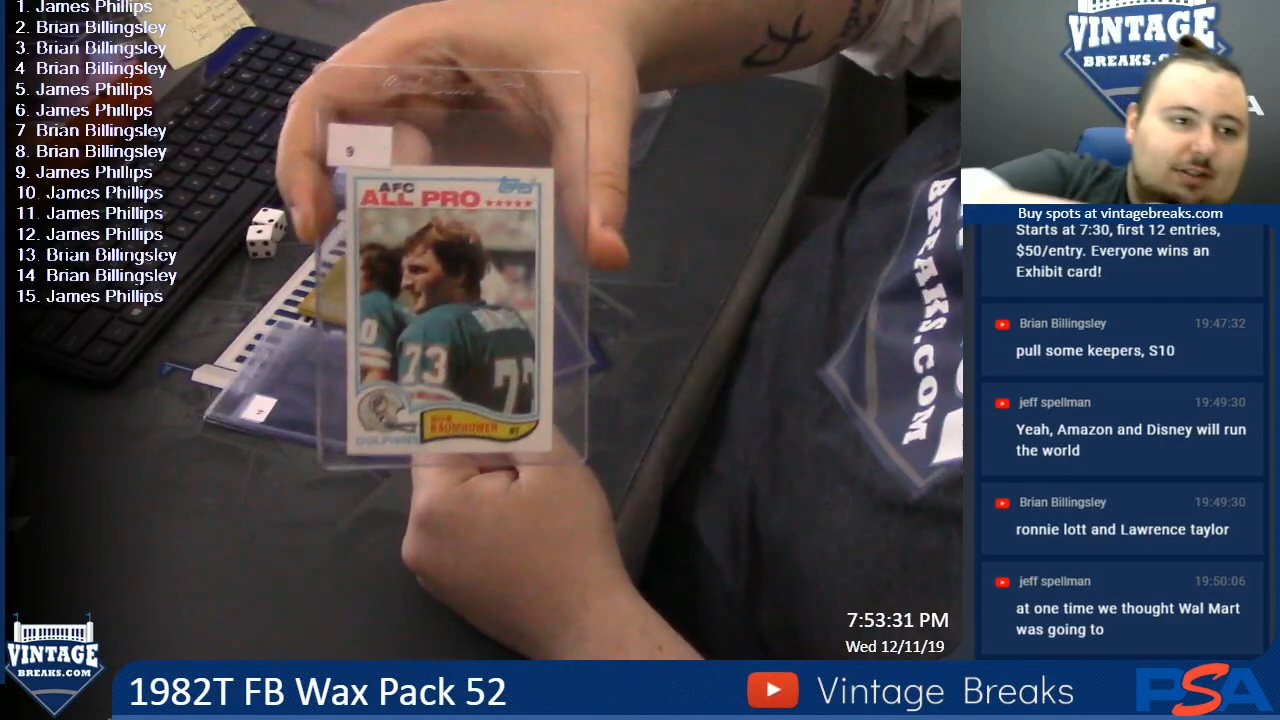 1. James Phillips
2. Brian Billingsley
3. Brian Billingsley
4 Brian Billingsley
5. James Phillips
6. James Phillips
7 Brian Billingsley
8. Brian Billingsley
9. James Phillips
10. James Phillips
11. James Phillips
12. James Phillips
13. Brian Billingsley
14 Brian Billingsley
15. James Phillips
9
AFC
ALL PRO
Topps
73
73
0
DOLPHINS
BOB
BAUMHOWER
NT
BREAKS.COM
VINTAGE
BREAKS.COM
Buy spots at vintagebreaks.com
Starts at 7:30, first 12 entries,
$50/entry. Everyone wins an
Exhibit card!
Brian Billingsley 19:47:32
pull some keepers, S10
jeff spellman 19:49:30
Yeah, Amazon and Disney will run
the world
Brian Billingsley 19:49:30
ronnie lott and Lawrence taylor
jeff spellman 19:50:06
at one time we thought Wal Mart
was going to
7:53:31 PM
Wed 12/11/19
VINTAGE
BREAKS.COM
1982T FB Wax Pack 52
Vintage Breaks
PSA